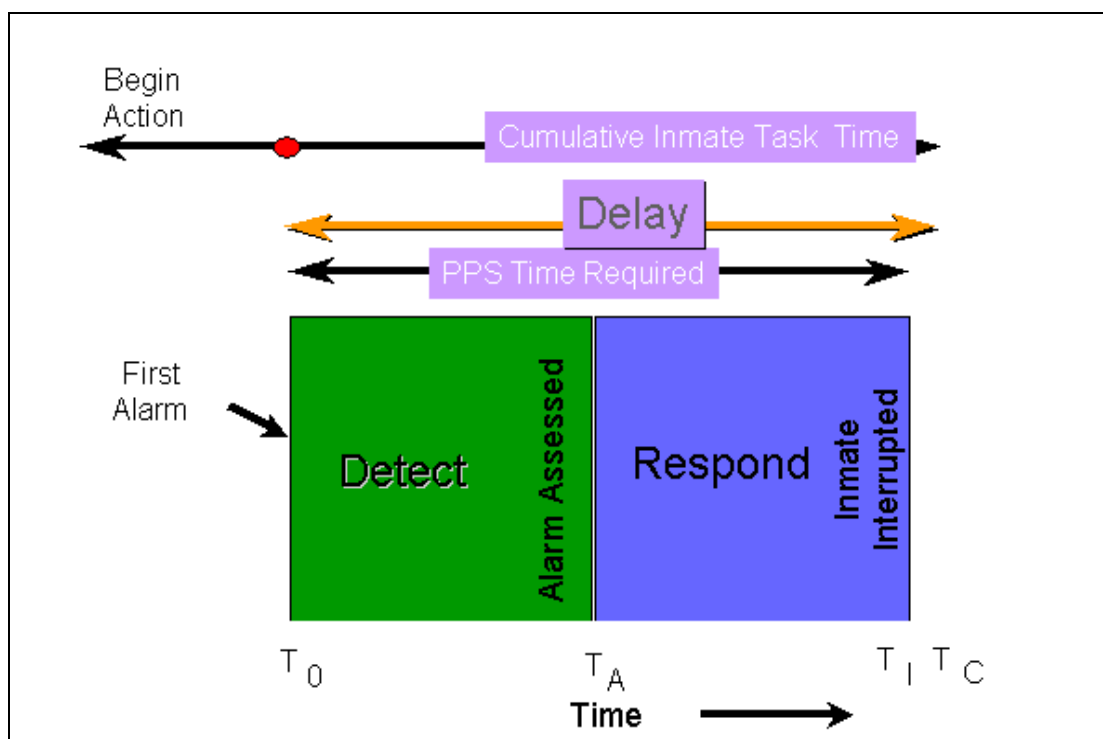 Begin
Action
Cumulative Inmate Task Time
Delay
PPS Time Required
First
Alarm
Detect
Alarm Assessed
Respond
Inmate
Interrupted
T0
TA
TI
TC
Time